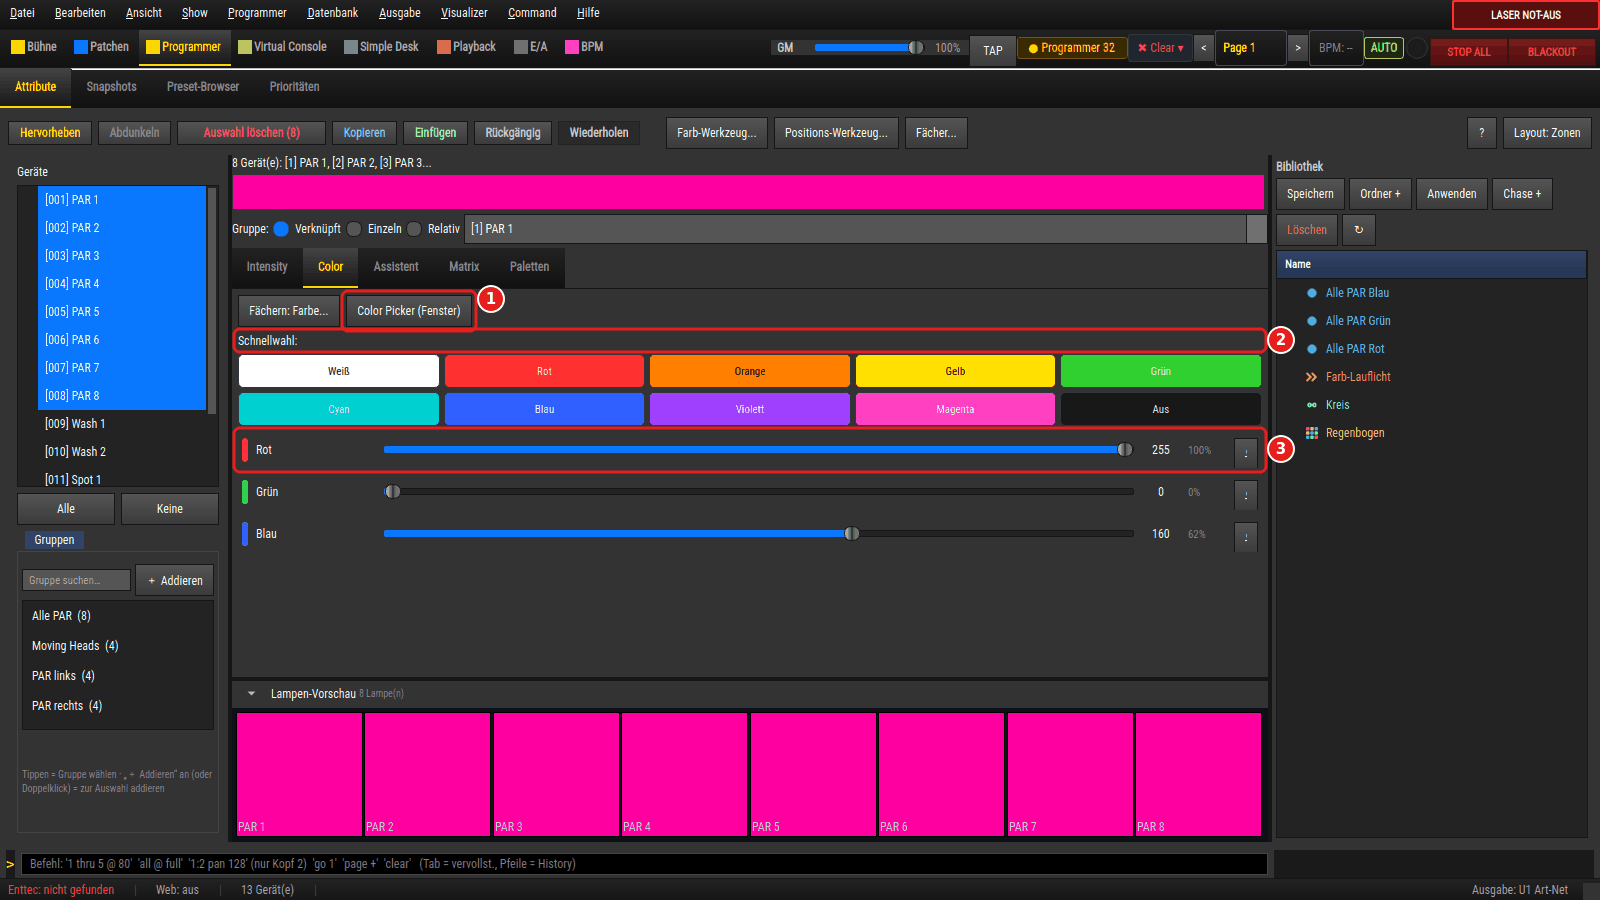 Datei Bearbeiten Ansicht Show Programmer Datenbank Ausgabe Visualizer Command Hilfe
LASER NOT-AUS
Bühne Patchen Programmer Virtual Console Simple Desk Playback E/A BPM
GM 100% TAP Programmer 32 ✖ Clear ▾ < Page 1 > BPM: -- AUTO STOP ALL BLACKOUT
Attribute Snapshots Preset-Browser Prioritäten
Hervorheben Abdunkeln Auswahl löschen (8) Kopieren Einfügen Rückgängig Wiederholen Farb-Werkzeug... Positions-Werkzeug... Fächer... ? Layout: Zonen
Geräte
[001] PAR 1
[002] PAR 2
[003] PAR 3
[004] PAR 4
[005] PAR 5
[006] PAR 6
[007] PAR 7
[008] PAR 8
[009] Wash 1
[010] Wash 2
[011] Spot 1
Alle Keine
Gruppen
Gruppe suchen... + Addieren
Alle PAR (8)
Moving Heads (4)
PAR links (4)
PAR rechts (4)
Tippen = Gruppe wählen · „ + Addieren“ an (oder
Doppelklick) = zur Auswahl addieren
8 Gerät(e): [1] PAR 1, [2] PAR 2, [3] PAR 3...
Gruppe: Verknüpft Einzeln Relativ [1] PAR 1
Intensity Color Assistent Matrix Paletten
Fächern: Farbe... Color Picker (Fenster) 1
Schnellwahl: 2
Weiß Rot Orange Gelb Grün
Cyan Blau Violett Magenta Aus
Rot 255 100% 3
Grün 0 0%
Blau 160 62%
Lampen-Vorschau 8 Lampe(n)
PAR 1 PAR 2 PAR 3 PAR 4 PAR 5 PAR 6 PAR 7 PAR 8
Bibliothek
Speichern Ordner + Anwenden Chase +
Löschen ↻
Name
Alle PAR Blau
Alle PAR Grün
Alle PAR Rot
Farb-Lauflicht
Kreis
Regenbogen
> Befehl: '1 thru 5 @ 80' 'all @ full' '1:2 pan 128' (nur Kopf 2) 'go 1' 'page +' 'clear' (Tab = vervollst., Pfeile = History)
Enttec: nicht gefunden Web: aus 13 Gerät(e) Ausgabe: U1 Art-Net